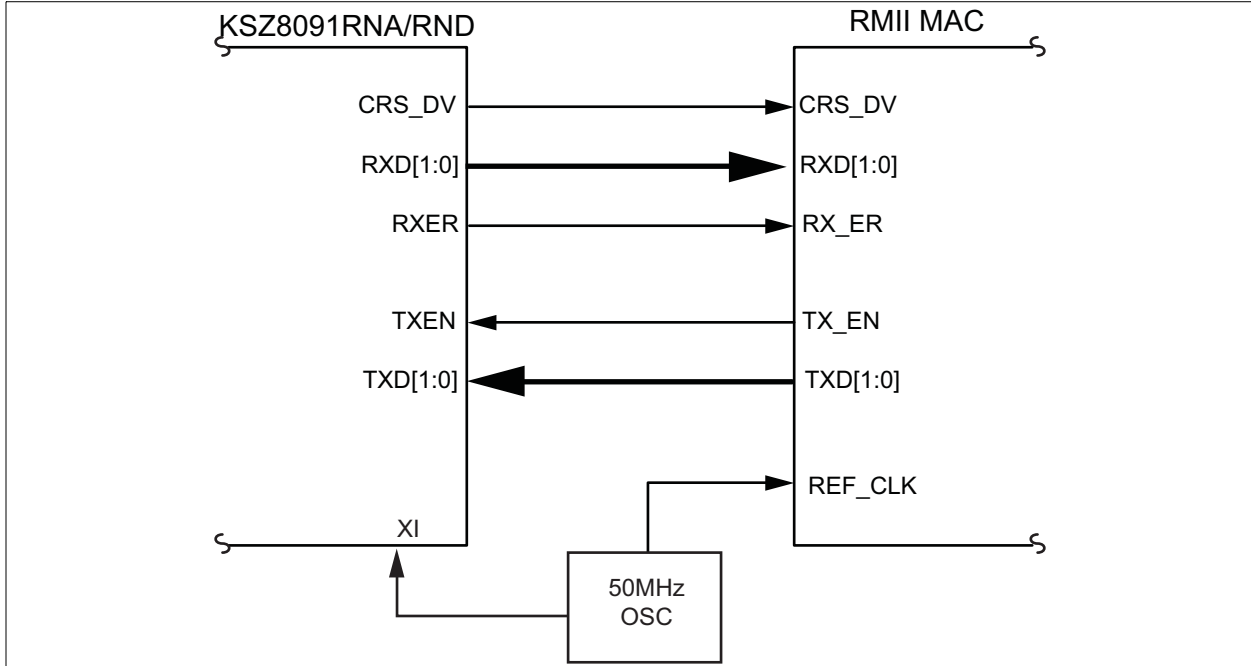 KSZ8091RNA/RND
RMII MAC
CRS_DV
CRS_DV
RXD[1:0]
RXD[1:0]
RXER
RX_ER
TXEN
TX_EN
TXD[1:0]
TXD[1:0]
REF_CLK
XI
50MHz
OSC